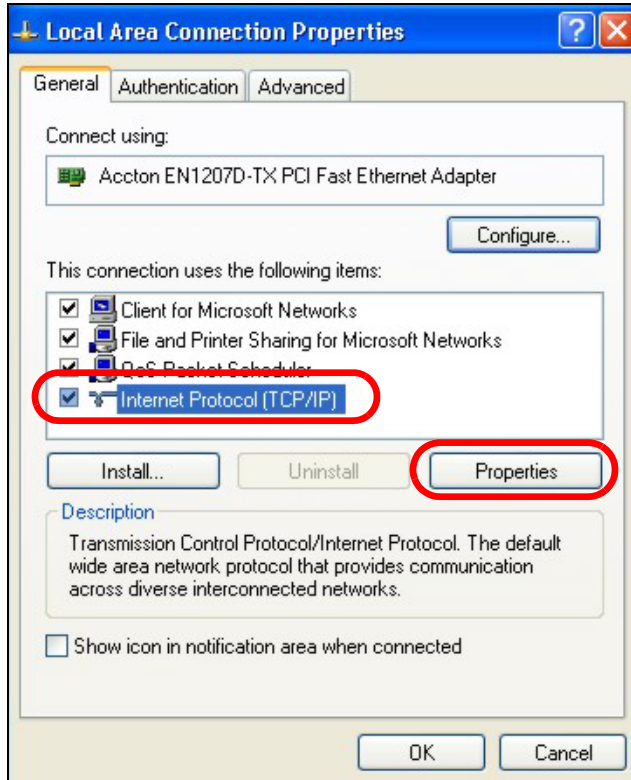 Local Area Connection Properties
General Authentication Advanced
Connect using:
Accton EN1207D-TX PCI Fast Ethernet Adapter
Configure...
This connection uses the following items:
Client for Microsoft Networks
File and Printer Sharing for Microsoft Networks
QoS Packet Scheduler
Internet Protocol (TCP/IP)
Install... Uninstall Properties
Description
Transmission Control Protocol/Internet Protocol. The default
wide area network protocol that provides communication
across diverse interconnected networks.
Show icon in notification area when connected
OK Cancel